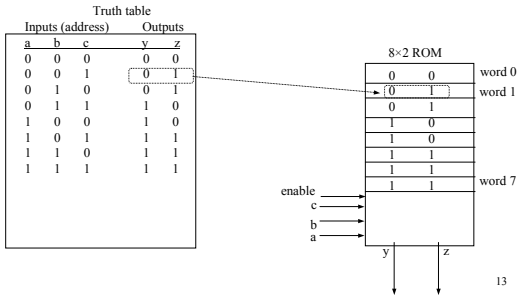 Truth table
Inputs (address) Outputs
a b c y z
0 0 0 0 0
0 0 1 0 1
0 1 0 0 1
0 1 1 1 0
1 0 0 1 0
1 0 1 1 1
1 1 0 1 1
1 1 1 1 1
8×2 ROM
0 0 word 0
0 1 word 1
0 1
1 0
1 0
1 1
1 1
1 1 word 7
enable
c
b
a
y z
13